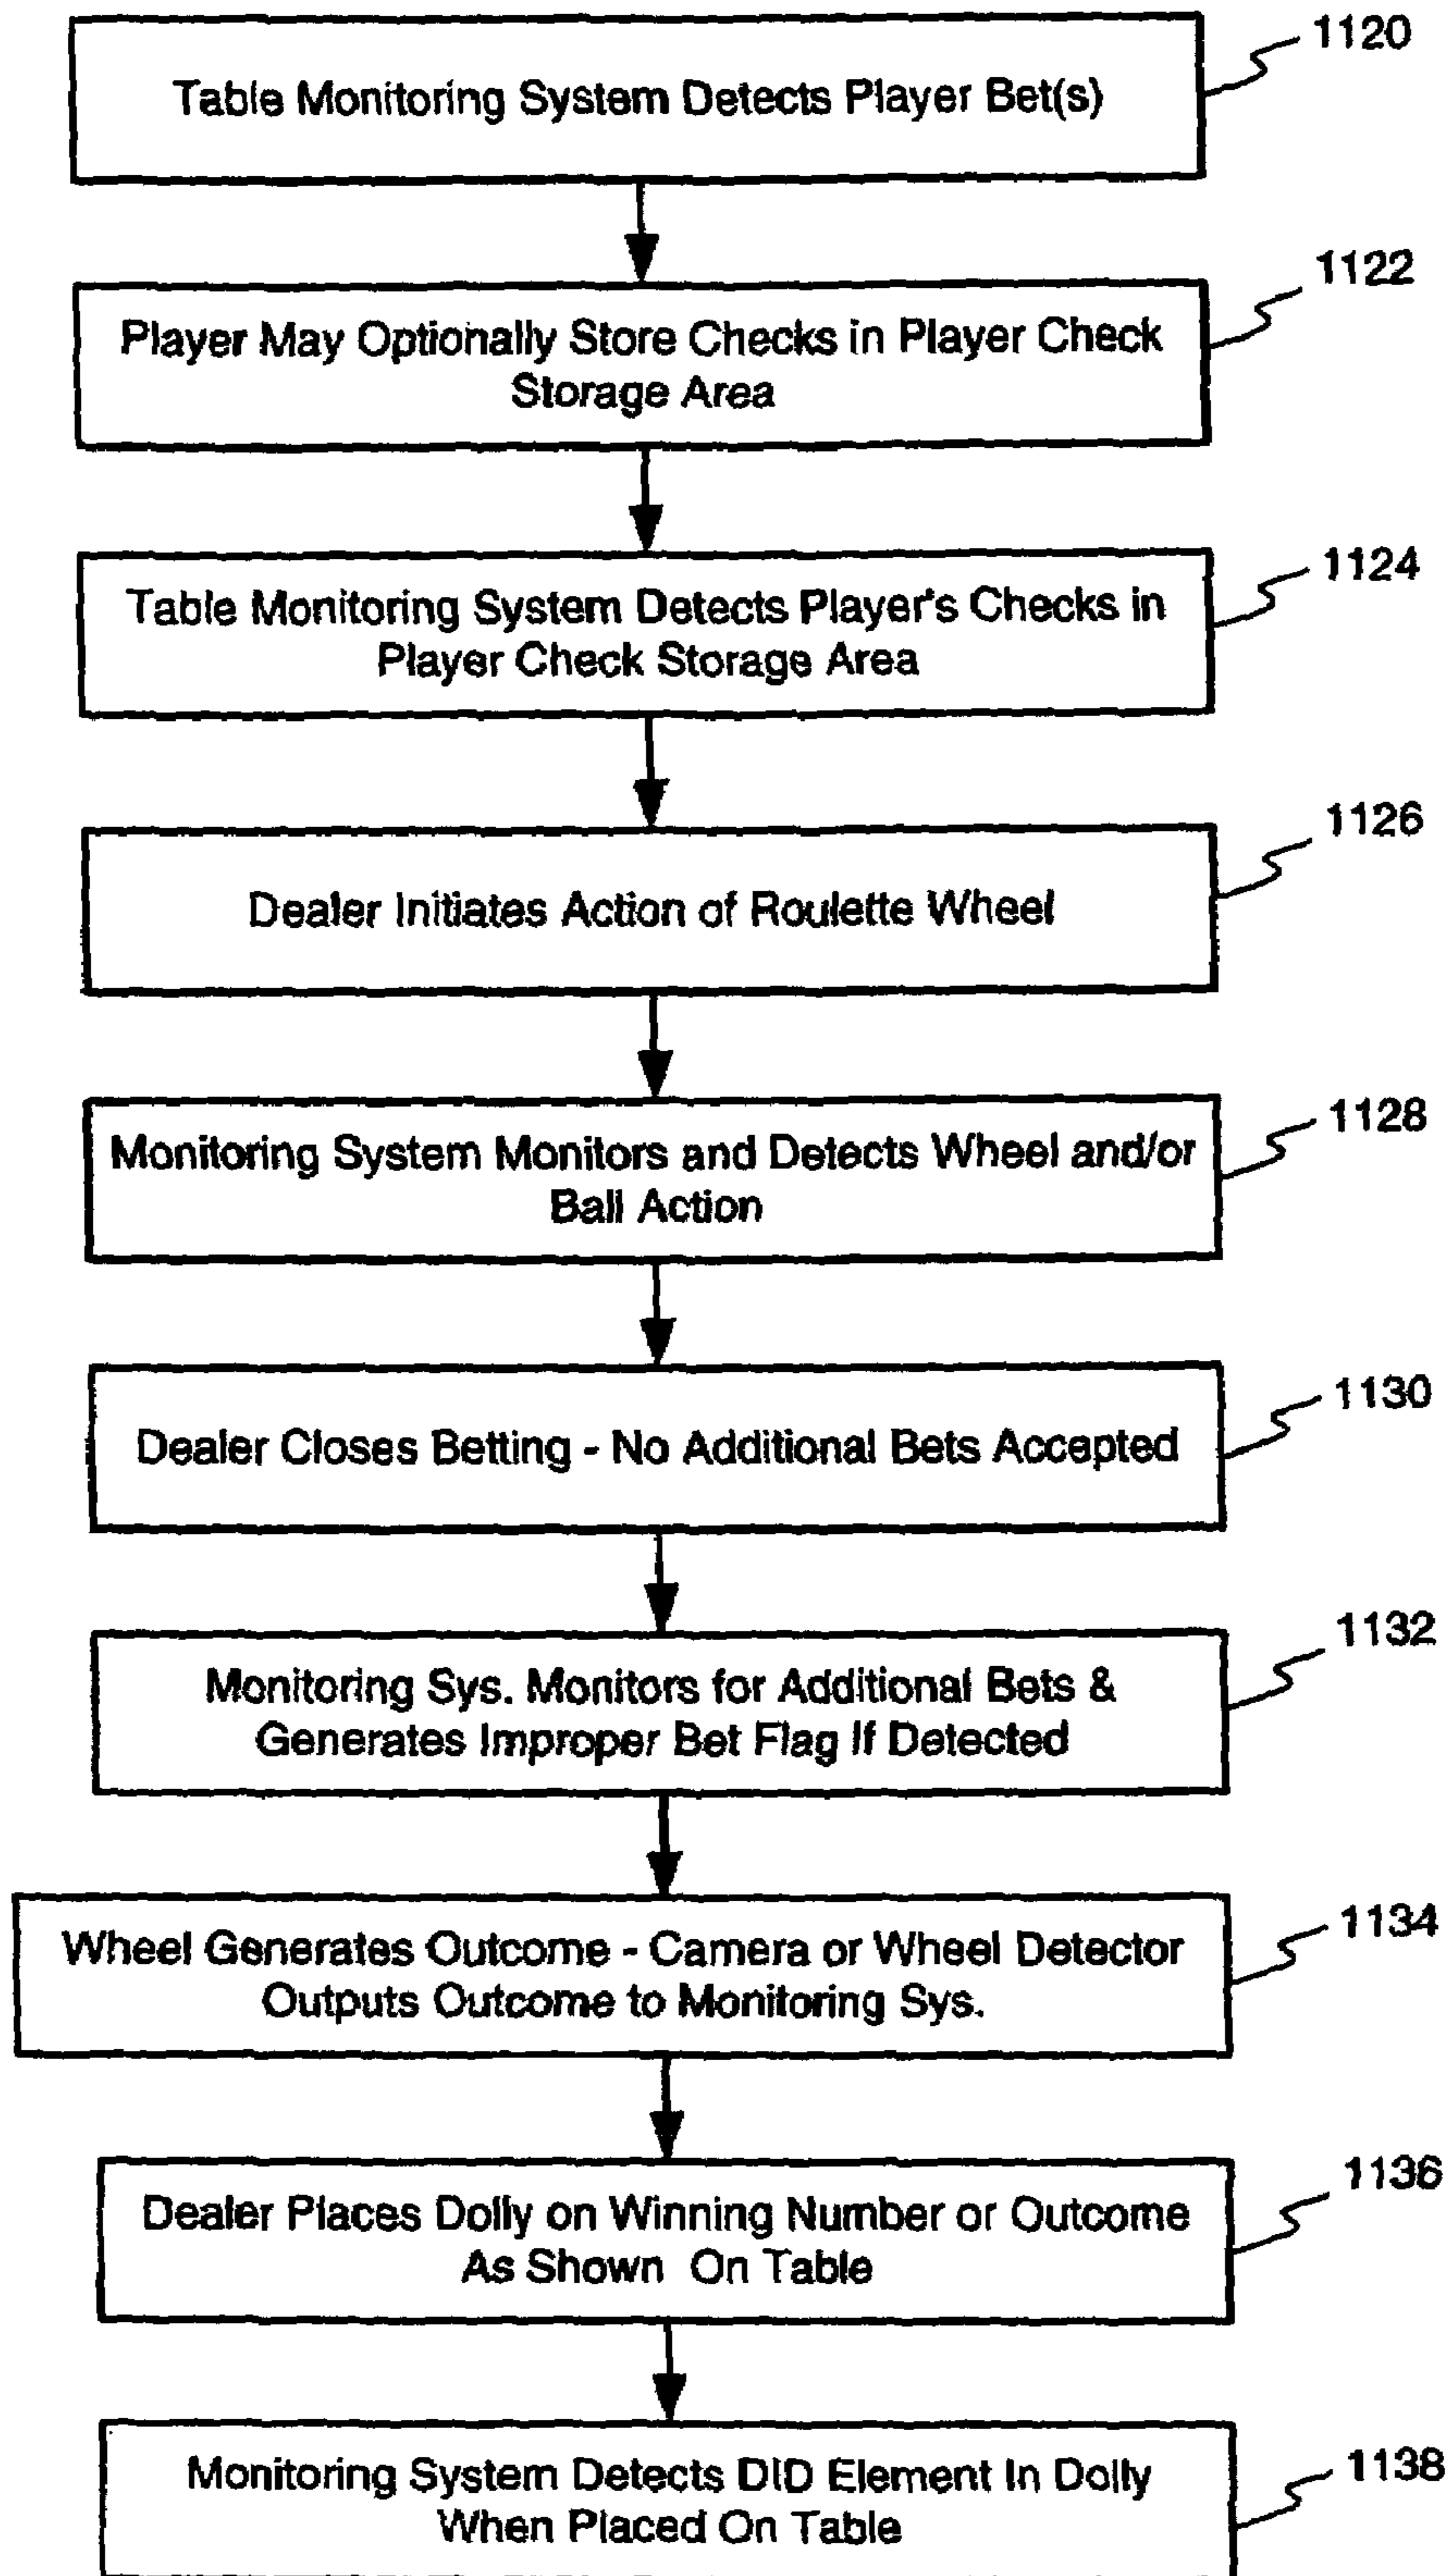 1120
Table Monitoring System Detects Player Bet(s)
1122
Player May Optionally Store Checks in Player Check
Storage Area
1124
Table Monitoring System Detects Player's Checks in
Player Check Storage Area
1126
Dealer Initiates Action of Roulette Wheel
1128
Monitoring System Monitors and Detects Wheel and/or
Ball Action
1130
Dealer Closes Betting - No Additional Bets Accepted
1132
Monitoring Sys. Monitors for Additional Bets &
Generates Improper Bet Flag If Detected
1134
Wheel Generates Outcome - Camera or Wheel Detector
Outputs Outcome to Monitoring Sys.
1136
Dealer Places Dolly on Winning Number or Outcome
As Shown On Table
1138
Monitoring System Detects DID Element In Dolly
When Placed On Table